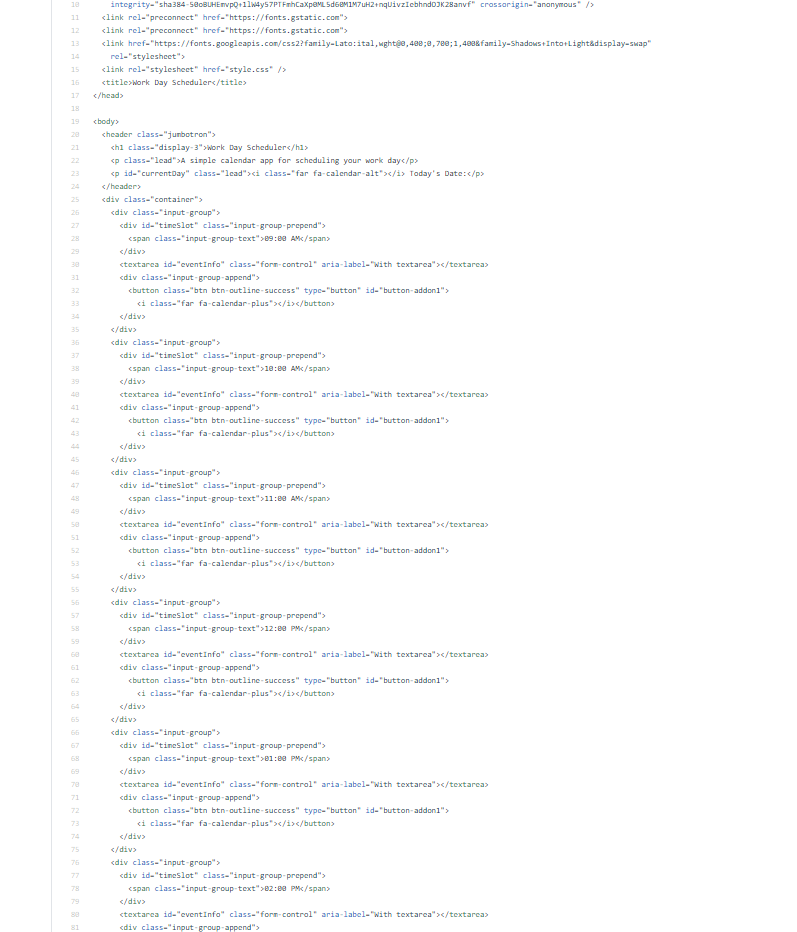 10 integrity="sha384-50oBUHEmvpQ+1lW4y57PTFmhCaXp0ML5d60M1M7uH2+nqUivzIebhndOJK28anvf" crossorigin="anonymous" />
11 <link rel="preconnect" href="https://fonts.gstatic.com">
12 <link rel="preconnect" href="https://fonts.gstatic.com">
13 <link href="https://fonts.googleapis.com/css2?family=Lato:ital,wght@0,400;0,700;1,400&family=Shadows+Into+Light&display=swap"
14 rel="stylesheet">
15 <link rel="stylesheet" href="style.css" />
16 <title>Work Day Scheduler</title>
17 </head>
18
19 <body>
20 <header class="jumbotron">
21 <h1 class="display-3">Work Day Scheduler</h1>
22 <p class="lead">A simple calendar app for scheduling your work day</p>
23 <p id="currentDay" class="lead"><i class="far fa-calendar-alt"></i> Today's Date:</p>
24 </header>
25 <div class="container">
26 <div class="input-group">
27 <div id="timeSlot" class="input-group-prepend">
28 <span class="input-group-text">09:00 AM</span>
29 </div>
30 <textarea id="eventInfo" class="form-control" aria-label="With textarea"></textarea>
31 <div class="input-group-append">
32 <button class="btn btn-outline-success" type="button" id="button-addon1">
33 <i class="far fa-calendar-plus"></i></button>
34 </div>
35 </div>
36 <div class="input-group">
37 <div id="timeSlot" class="input-group-prepend">
38 <span class="input-group-text">10:00 AM</span>
39 </div>
40 <textarea id="eventInfo" class="form-control" aria-label="With textarea"></textarea>
41 <div class="input-group-append">
42 <button class="btn btn-outline-success" type="button" id="button-addon1">
43 <i class="far fa-calendar-plus"></i></button>
44 </div>
45 </div>
46 <div class="input-group">
47 <div id="timeSlot" class="input-group-prepend">
48 <span class="input-group-text">11:00 AM</span>
49 </div>
50 <textarea id="eventInfo" class="form-control" aria-label="With textarea"></textarea>
51 <div class="input-group-append">
52 <button class="btn btn-outline-success" type="button" id="button-addon1">
53 <i class="far fa-calendar-plus"></i></button>
54 </div>
55 </div>
56 <div class="input-group">
57 <div id="timeSlot" class="input-group-prepend">
58 <span class="input-group-text">12:00 PM</span>
59 </div>
60 <textarea id="eventInfo" class="form-control" aria-label="With textarea"></textarea>
61 <div class="input-group-append">
62 <button class="btn btn-outline-success" type="button" id="button-addon1">
63 <i class="far fa-calendar-plus"></i></button>
64 </div>
65 </div>
66 <div class="input-group">
67 <div id="timeSlot" class="input-group-prepend">
68 <span class="input-group-text">01:00 PM</span>
69 </div>
70 <textarea id="eventInfo" class="form-control" aria-label="With textarea"></textarea>
71 <div class="input-group-append">
72 <button class="btn btn-outline-success" type="button" id="button-addon1">
73 <i class="far fa-calendar-plus"></i></button>
74 </div>
75 </div>
76 <div class="input-group">
77 <div id="timeSlot" class="input-group-prepend">
78 <span class="input-group-text">02:00 PM</span>
79 </div>
80 <textarea id="eventInfo" class="form-control" aria-label="With textarea"></textarea>
81 <div class="input-group-append">